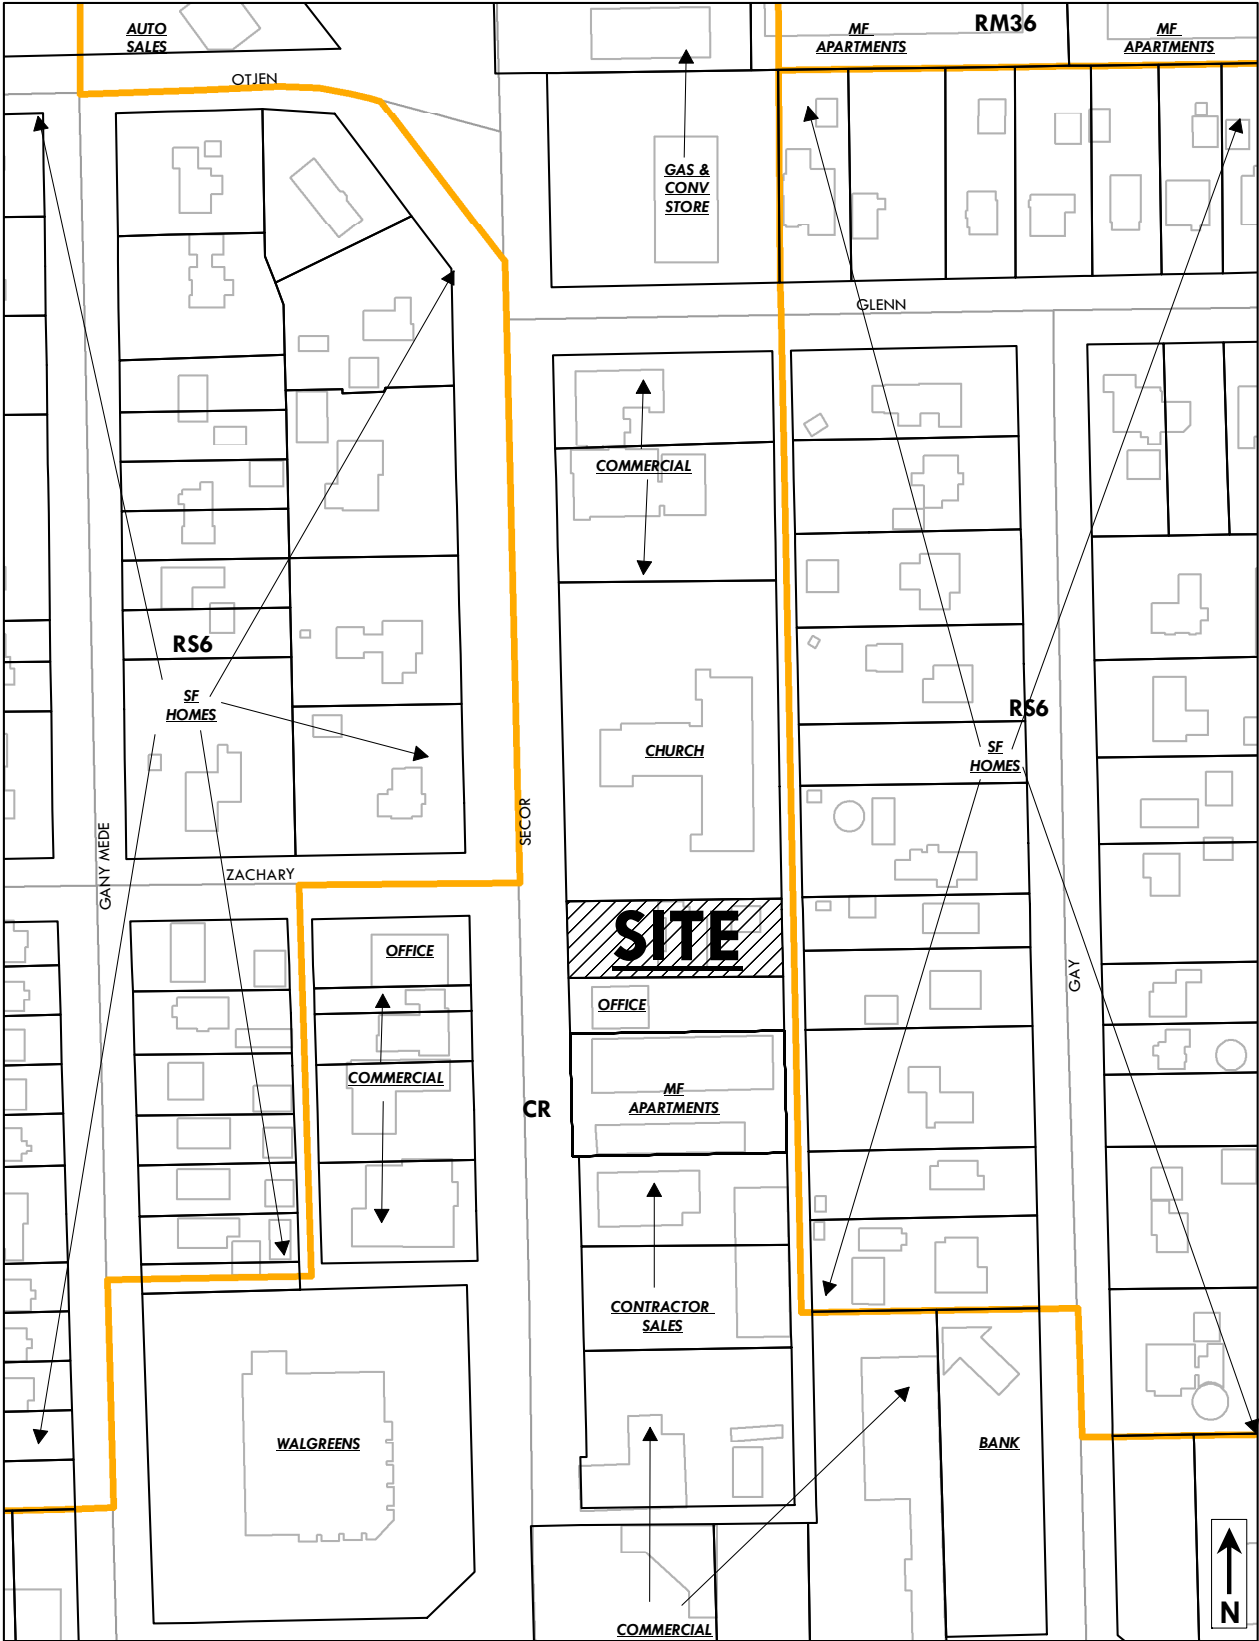 AUTO
SALES
MF
APARTMENTS
RM36
MF
APARTMENTS
OTJEN
GAS &
CONV
STORE
GLENN
COMMERCIAL
RS6
SF
HOMES
CHURCH
RS6
SF
HOMES
SECOR
GANY MEDE
ZACHARY
SITE
OFFICE
OFFICE
GAY
COMMERCIAL
MF
APARTMENTS
CR
CONTRACTOR
SALES
WALGREENS
BANK
COMMERCIAL
N